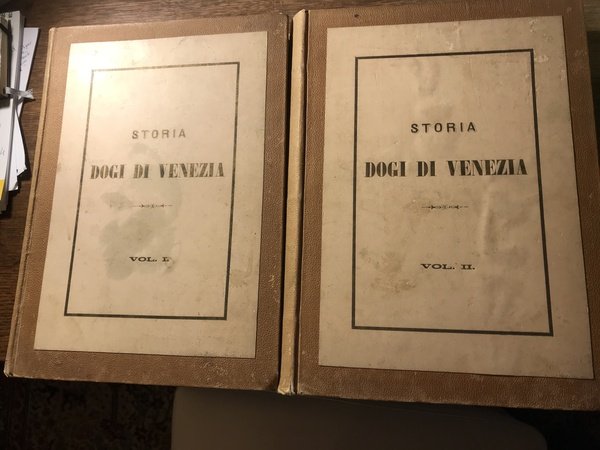 STORIA
DOGI DI VENEZIA
VOL. I.
STORIA
DOGI DI VENEZIA
VOL. II.